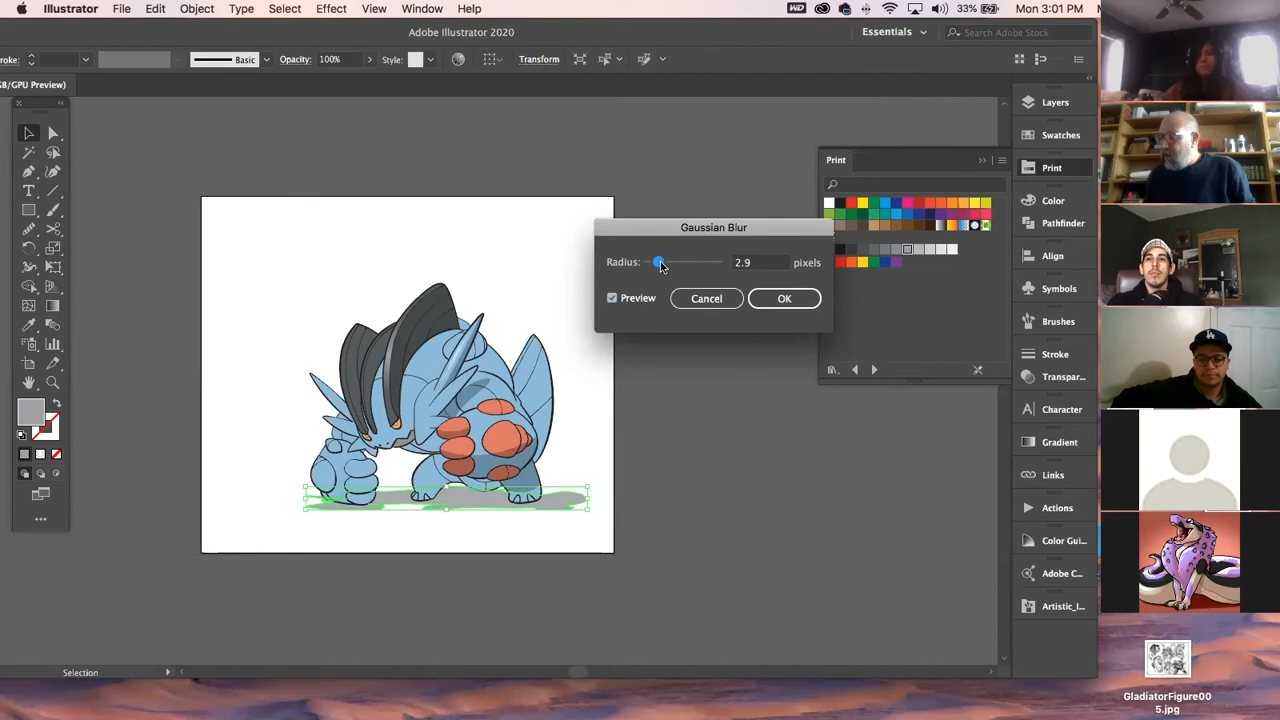 Illustrator File Edit Object Type Select Effect View Window Help 33% Mon 3:01 PM
Adobe Illustrator 2020 Essentials Search Adobe Stock
roke: Basic Opacity: 100% Style: Transform
GB/GPU Preview)
Layers
Swatches
Print
Color
Pathfinder
Align
Symbols
Brushes
Stroke
Transpar...
Character
Gradient
Links
Actions
Color Gui...
Adobe C...
Artistic_I...
Print
Gaussian Blur
Radius: 2.9 pixels
Preview Cancel OK
Selection
GladiatorFigure00
5.jpg